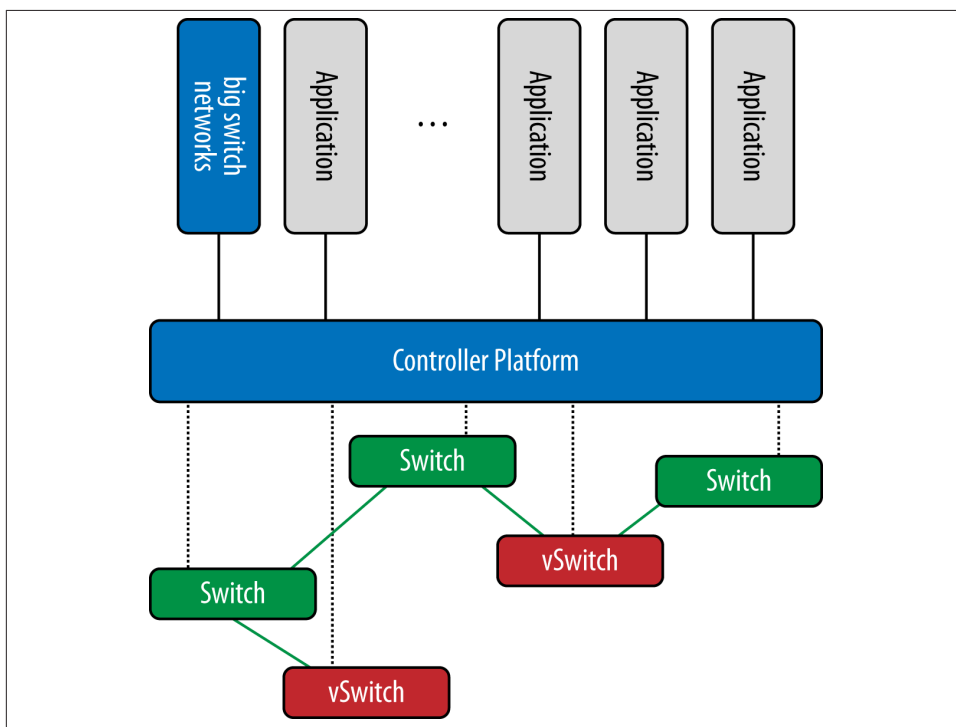 big switch
networks
Application
...
Application
Application
Application
Controller Platform
Switch
Switch
vSwitch
Switch
vSwitch